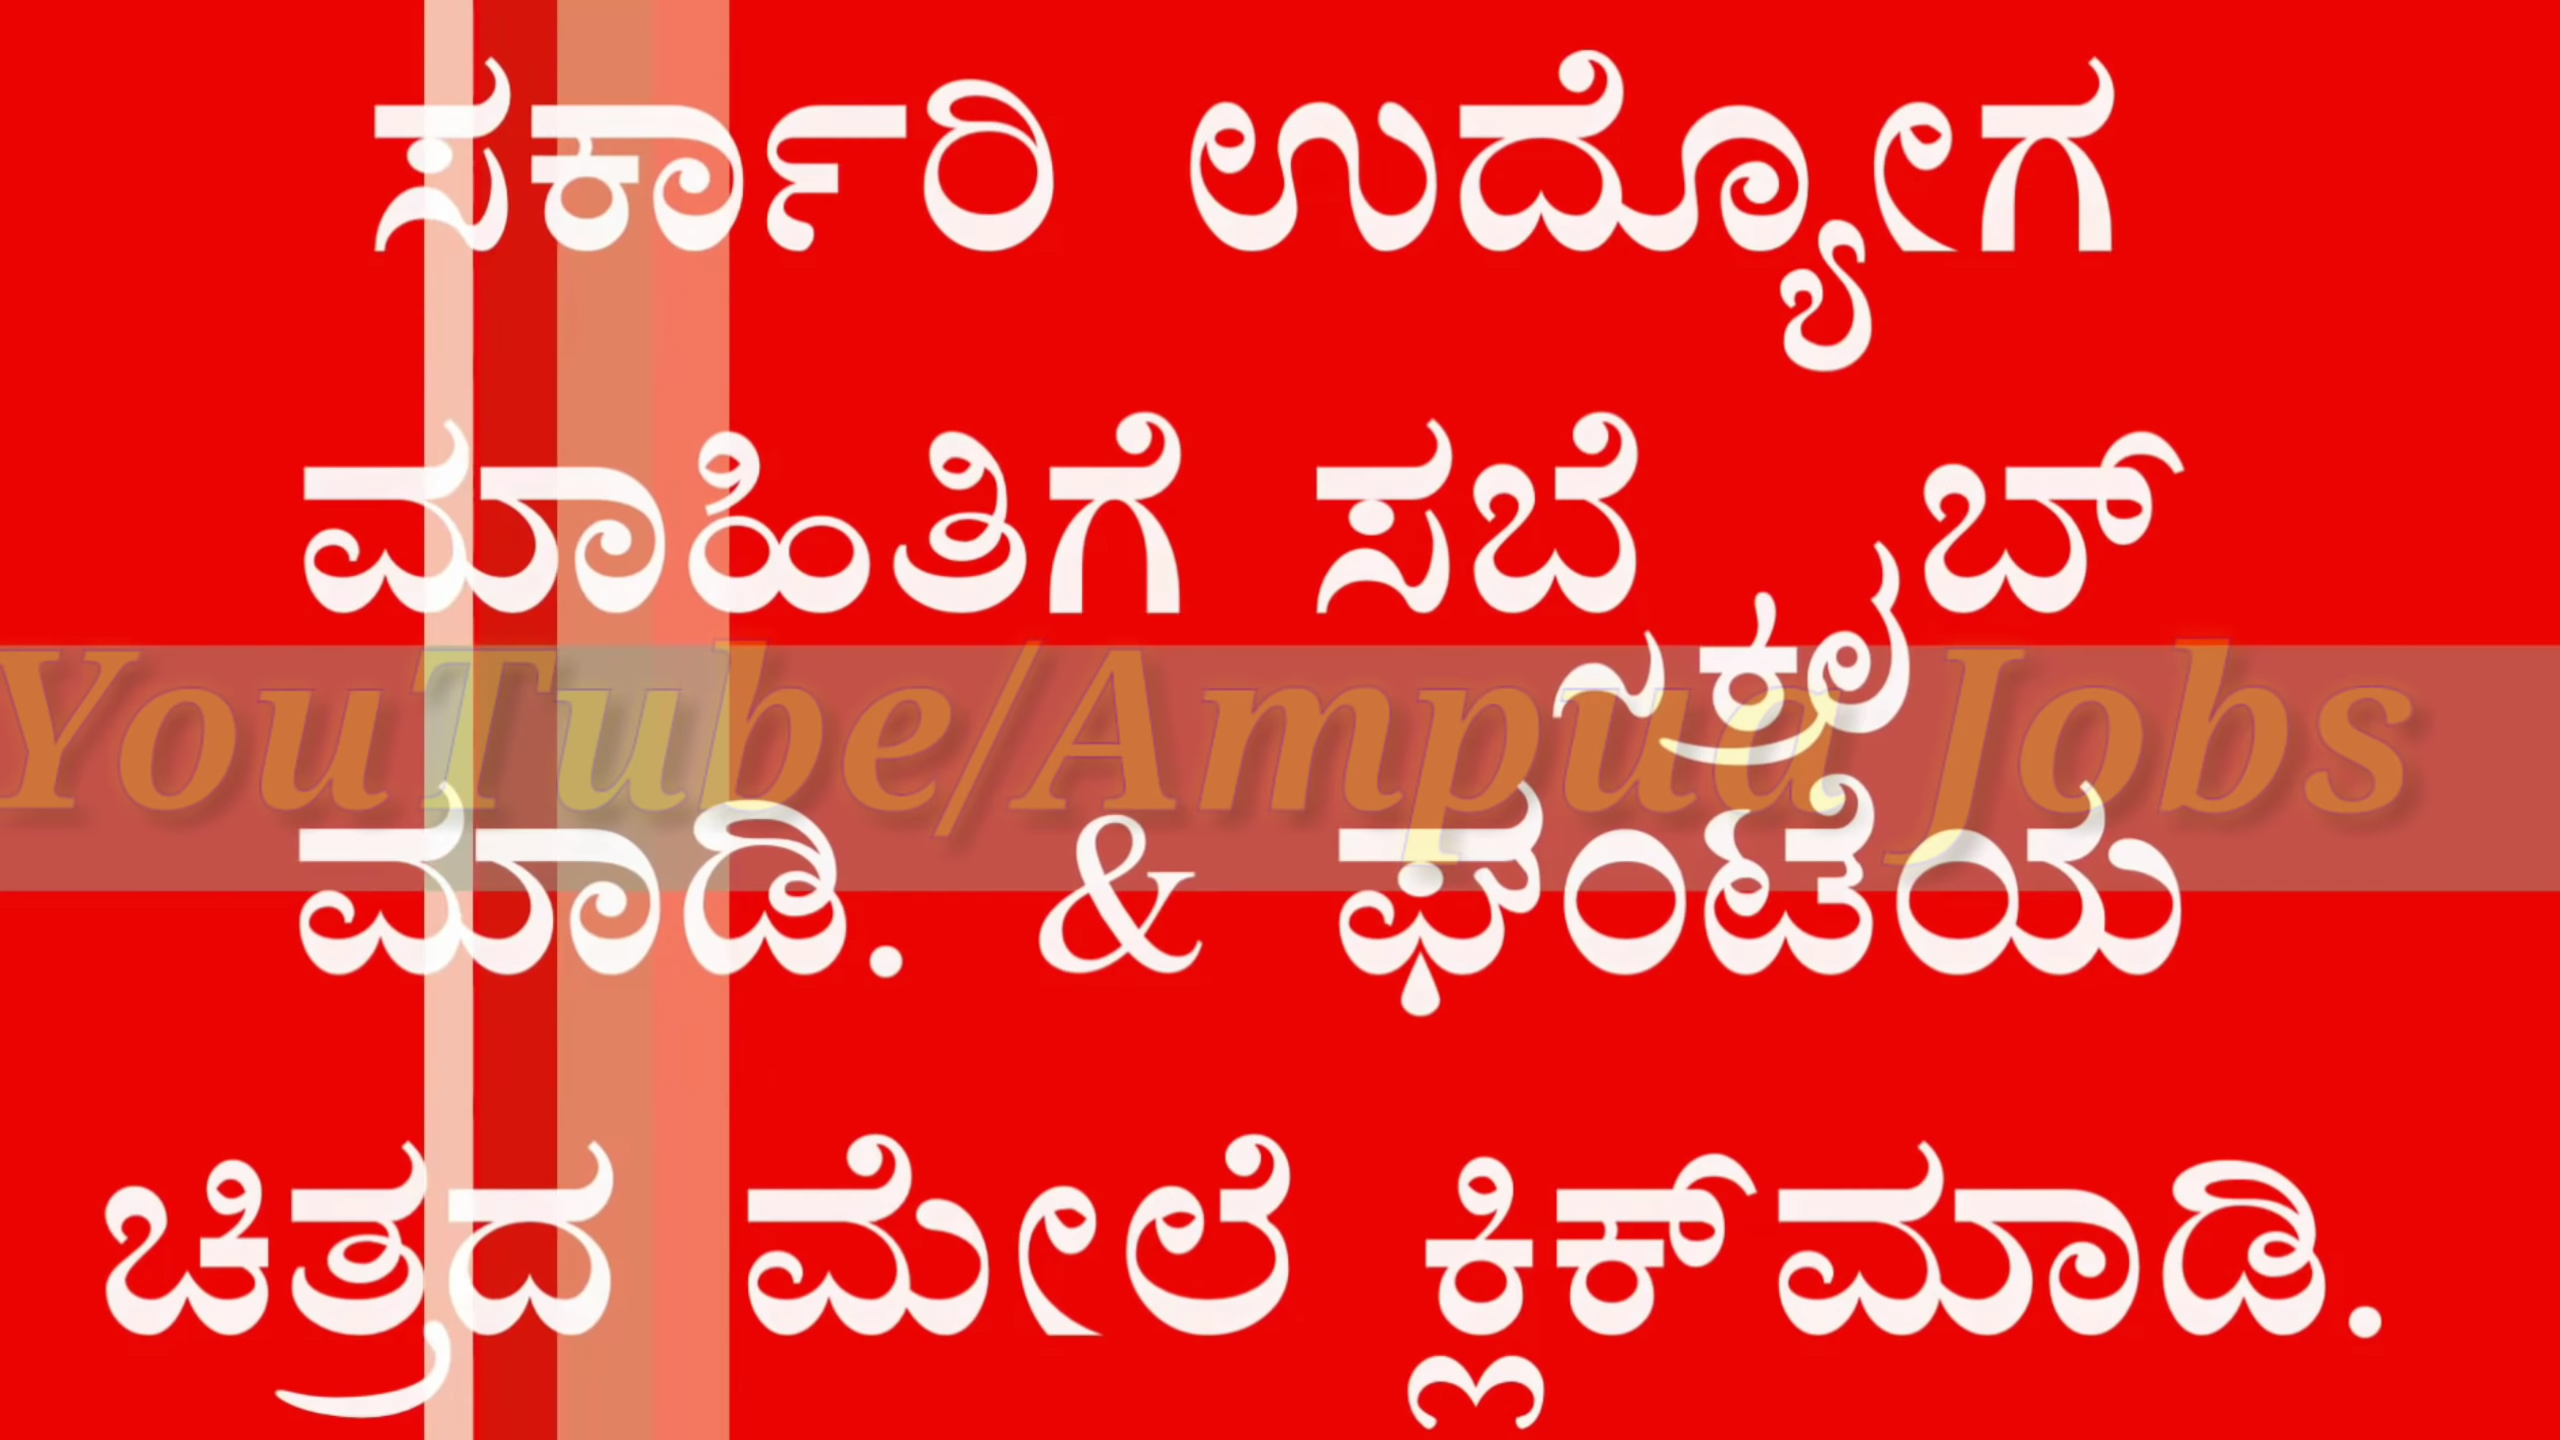 ಸರ್ಕಾರಿ ಉದ್ಯೋಗ
ಮಾಹಿತಿಗೆ ಸಬ್ಸ್ಕ್ರೈಬ್
YouTube/Ampua Jobs
ಮಾಡಿ. & ಘಂಟೆಯ
ಚಿತ್ರದ ಮೇಲೆ ಕ್ಲಿಕ್‌ಮಾಡಿ.